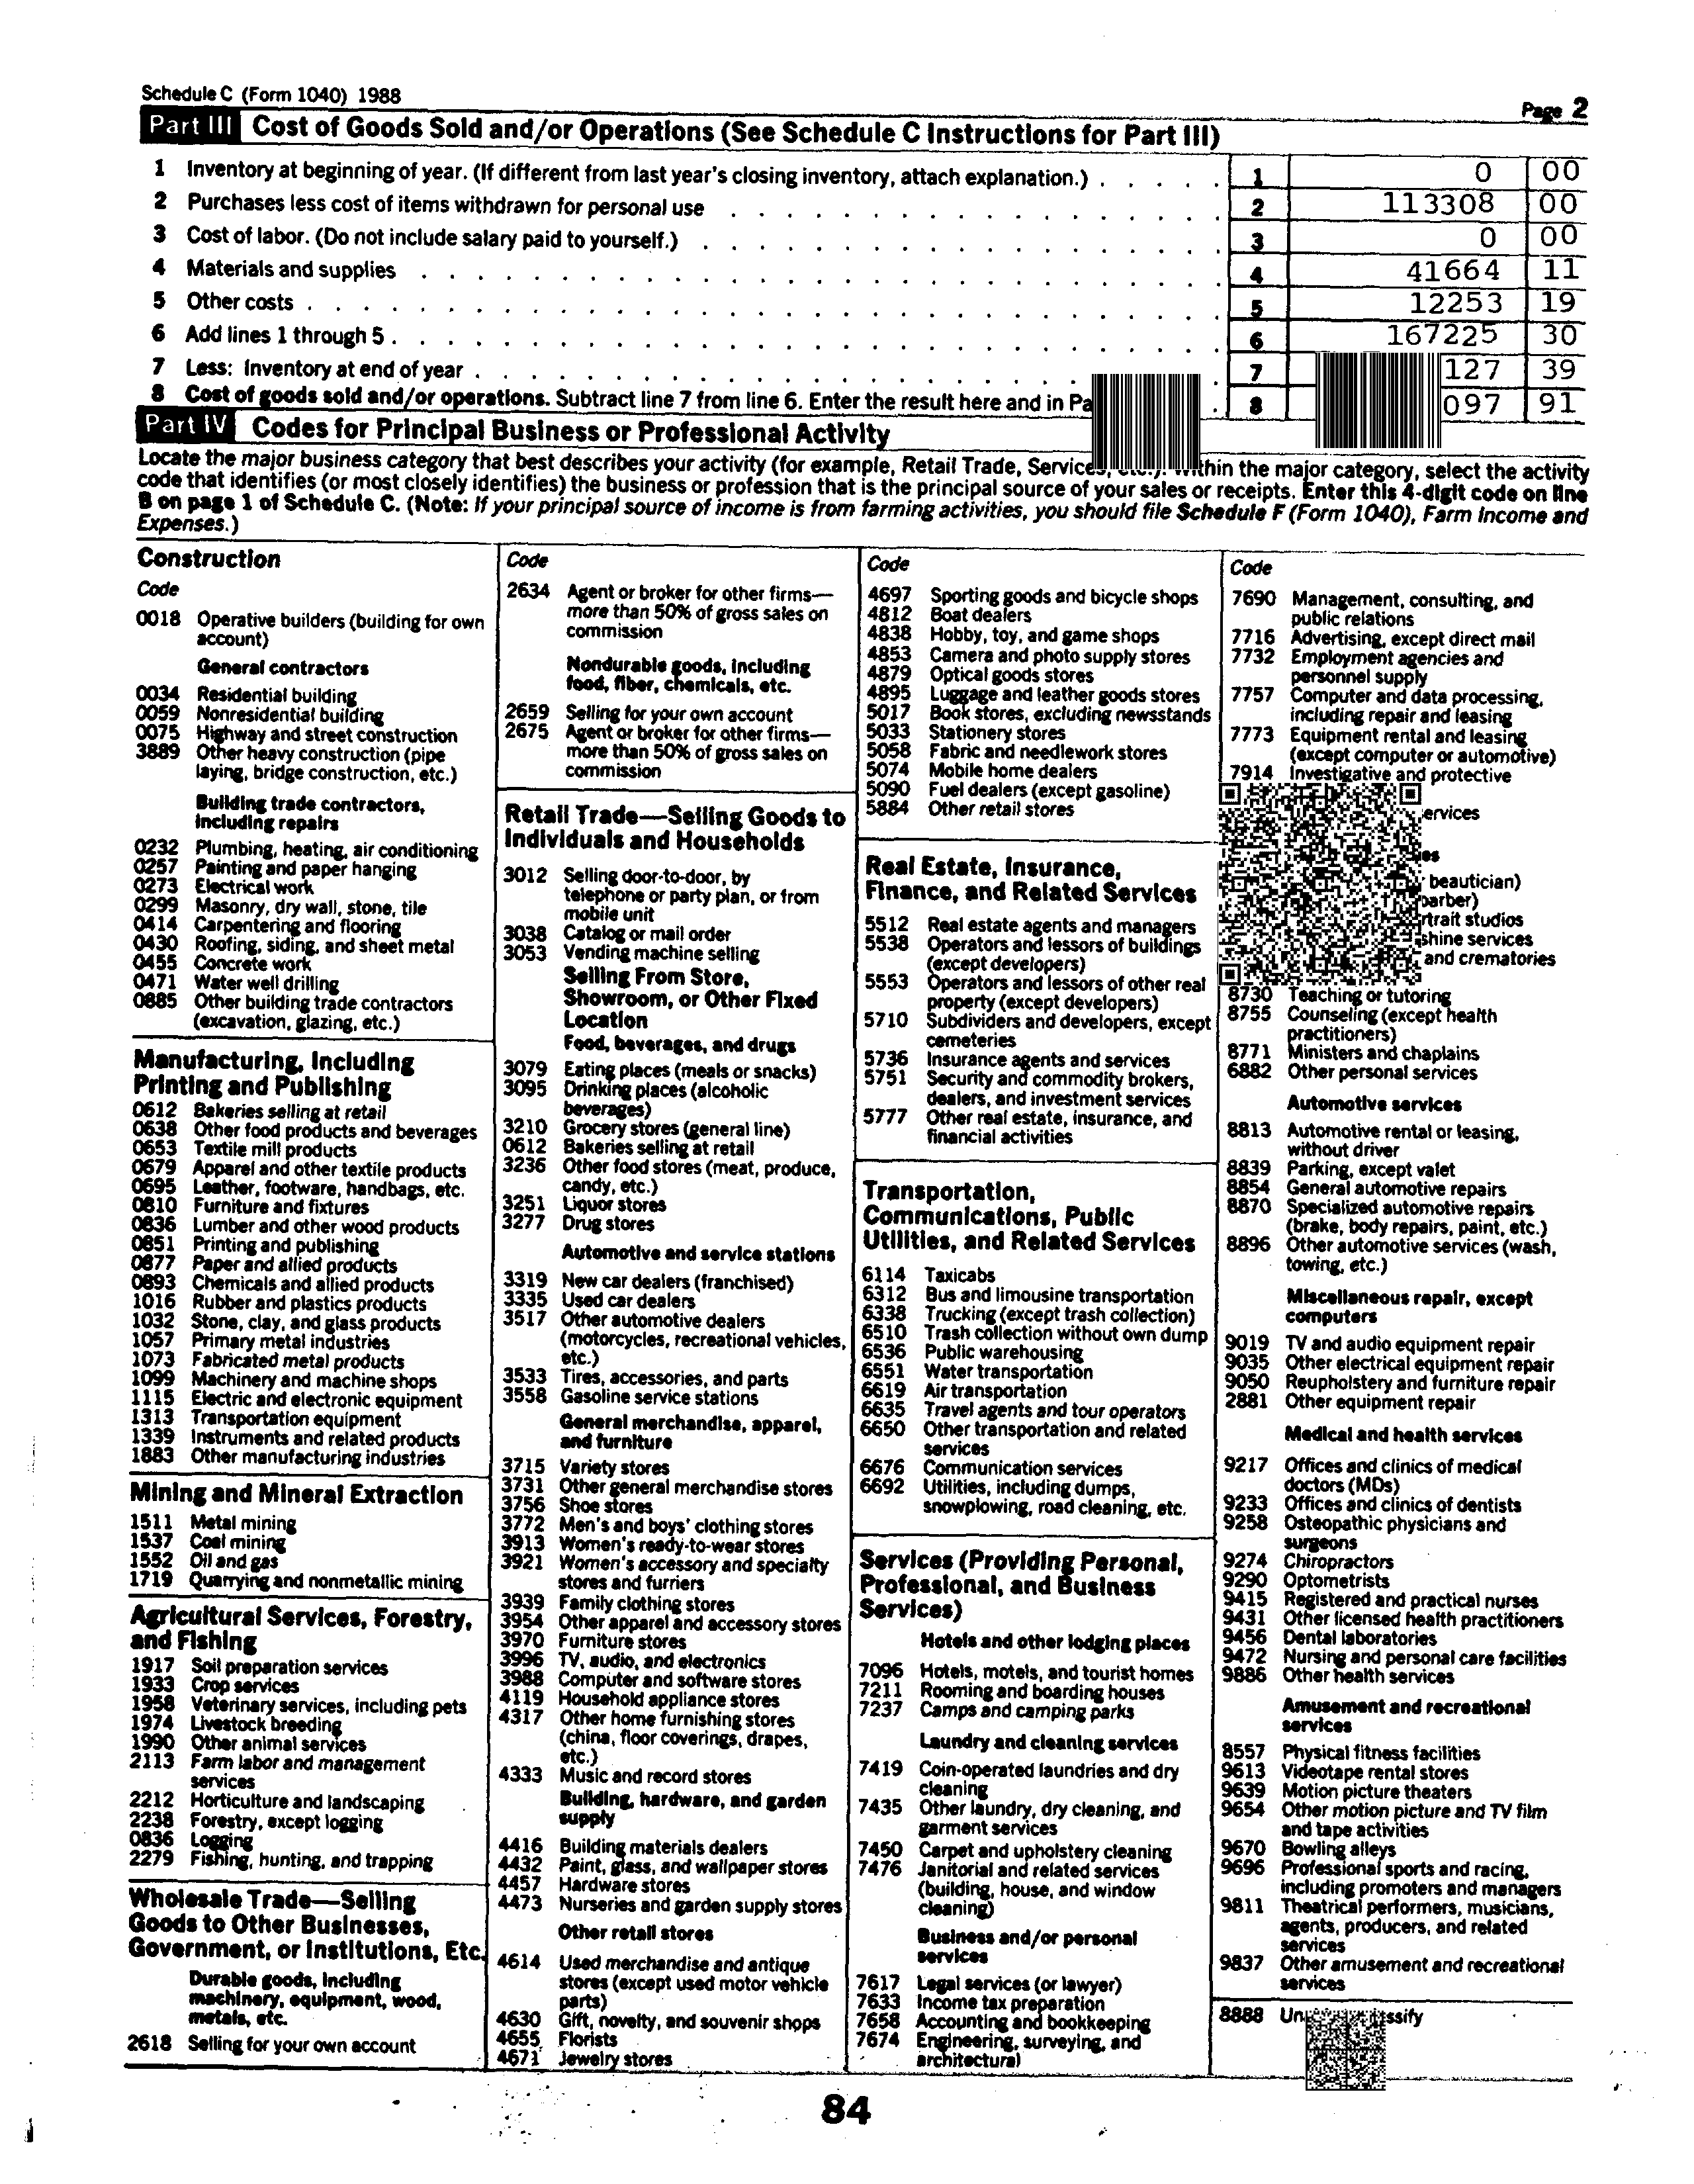 Schedule C (Form 1040) 1988
Page 2
Part III Cost of Goods Sold and/or Operations (See Schedule C Instructions for Part III)
1 Inventory at beginning of year. (If different from last year's closing inventory, attach explanation.) . . . . . 1 0 00
2 Purchases less cost of items withdrawn for personal use 2 113308 00
3 Cost of labor. (Do not include salary paid to yourself.) 3 0 00
4 Materials and supplies 4 41664 11
5 Other costs 5 12253 19
6 Add lines 1 through 5 6 167225 30
7 Less: Inventory at end of year 7 127 39
8 Cost of goods sold and/or operations. Subtract line 7 from line 6. Enter the result here and in 8 097 91
Part IV Codes for Principal Business or Professional Activity
Locate the major business category that best describes your activity (for example, Retail Trade, Services, etc.). Within the major category, select the activity
code that identifies (or most closely identifies) the business or profession that is the principal source of your sales or receipts. Enter this 4-digit code on line
B on page 1 of Schedule C. (Note: If your principal source of income is from farming activities, you should file Schedule F (Form 1040), Farm Income and
Expenses.)
Construction
Code
0018 Operative builders (building for own
account)
General contractors
0034 Residential building
0059 Nonresidential building
0075 Highway and street construction
3889 Other heavy construction (pipe
laying, bridge construction, etc.)
Building trade contractors,
including repairs
0232 Plumbing, heating, air conditioning
0257 Painting and paper hanging
0273 Electrical work
0299 Masonry, dry wall, stone, tile
0414 Carpentering and flooring
0430 Roofing, siding, and sheet metal
0455 Concrete work
0471 Water well drilling
0885 Other building trade contractors
(excavation, glazing, etc.)
Manufacturing, Including
Printing and Publishing
0612 Bakeries selling at retail
0638 Other food products and beverages
0653 Textile mill products
0679 Apparel and other textile products
0695 Leather, footware, handbags, etc.
0810 Furniture and fixtures
0836 Lumber and other wood products
0851 Printing and publishing
0877 Paper and allied products
0893 Chemicals and allied products
1016 Rubber and plastics products
1032 Stone, clay, and glass products
1057 Primary metal industries
1073 Fabricated metal products
1099 Machinery and machine shops
1115 Electric and electronic equipment
1313 Transportation equipment
1339 Instruments and related products
1883 Other manufacturing industries
Mining and Mineral Extraction
1511 Metal mining
1537 Coal mining
1552 Oil and gas
1719 Quarrying and nonmetallic mining
Agricultural Services, Forestry,
and Fishing
1917 Soil preparation services
1933 Crop services
1958 Veterinary services, including pets
1974 Livestock breeding
1990 Other animal services
2113 Farm labor and management
services
2212 Horticulture and landscaping
2238 Forestry, except logging
0836 Logging
2279 Fishing, hunting, and trapping
Wholesale Trade—Selling
Goods to Other Businesses,
Government, or Institutions, Etc.
Durable goods, including
machinery, equipment, wood,
metals, etc.
2618 Selling for your own account
Code
2634 Agent or broker for other firms—
more than 50% of gross sales on
commission
Nondurable goods, including
food, fiber, chemicals, etc.
2659 Selling for your own account
2675 Agent or broker for other firms—
more than 50% of gross sales on
commission
Retail Trade—Selling Goods to
Individuals and Households
3012 Selling door-to-door, by
telephone or party plan, or from
mobile unit
3038 Catalog or mail order
3053 Vending machine selling
Selling From Store,
Showroom, or Other Fixed
Location
Food, beverages, and drugs
3079 Eating places (meals or snacks)
3095 Drinking places (alcoholic
beverages)
3210 Grocery stores (general line)
0612 Bakeries selling at retail
3236 Other food stores (meat, produce,
candy, etc.)
3251 Liquor stores
3277 Drug stores
Automotive and service stations
3319 New car dealers (franchised)
3335 Used car dealers
3517 Other automotive dealers
(motorcycles, recreational vehicles,
etc.)
3533 Tires, accessories, and parts
3558 Gasoline service stations
General merchandise, apparel,
and furniture
3715 Variety stores
3731 Other general merchandise stores
3756 Shoe stores
3772 Men's and boys' clothing stores
3913 Women's ready-to-wear stores
3921 Women's accessory and specialty
stores and furriers
3939 Family clothing stores
3954 Other apparel and accessory stores
3970 Furniture stores
3996 TV, audio, and electronics
3988 Computer and software stores
4119 Household appliance stores
4317 Other home furnishing stores
(china, floor coverings, drapes,
etc.)
4333 Music and record stores
Building, hardware, and garden
supply
4416 Building materials dealers
4432 Paint, glass, and wallpaper stores
4457 Hardware stores
4473 Nurseries and garden supply stores
Other retail stores
4614 Used merchandise and antique
stores (except used motor vehicle
parts)
4630 Gift, novelty, and souvenir shops
4655 Florists
4671 Jewelry stores
Code
4697 Sporting goods and bicycle shops
4812 Boat dealers
4838 Hobby, toy, and game shops
4853 Camera and photo supply stores
4879 Optical goods stores
4895 Luggage and leather goods stores
5017 Book stores, excluding newsstands
5033 Stationery stores
5058 Fabric and needlework stores
5074 Mobile home dealers
5090 Fuel dealers (except gasoline)
5884 Other retail stores
Real Estate, Insurance,
Finance, and Related Services
5512 Real estate agents and managers
5538 Operators and lessors of buildings
(except developers)
5553 Operators and lessors of other real
property (except developers)
5710 Subdividers and developers, except
cemeteries
5736 Insurance agents and services
5751 Security and commodity brokers,
dealers, and investment services
5777 Other real estate, insurance, and
financial activities
Transportation,
Communications, Public
Utilities, and Related Services
6114 Taxicabs
6312 Bus and limousine transportation
6338 Trucking (except trash collection)
6510 Trash collection without own dump
6536 Public warehousing
6551 Water transportation
6619 Air transportation
6635 Travel agents and tour operators
6650 Other transportation and related
services
6676 Communication services
6692 Utilities, including dumps,
snowplowing, road cleaning, etc.
Services (Providing Personal,
Professional, and Business
Services)
Hotels and other lodging places
7096 Hotels, motels, and tourist homes
7211 Rooming and boarding houses
7237 Camps and camping parks
Laundry and cleaning services
7419 Coin-operated laundries and dry
cleaning
7435 Other laundry, dry cleaning, and
garment services
7450 Carpet and upholstery cleaning
7476 Janitorial and related services
(building, house, and window
cleaning)
Business and/or personal
services
7617 Legal services (or lawyer)
7633 Income tax preparation
7658 Accounting and bookkeeping
7674 Engineering, surveying, and
architectural
Code
7690 Management, consulting, and
public relations
7716 Advertising, except direct mail
7732 Employment agencies and
personnel supply
7757 Computer and data processing,
including repair and leasing
7773 Equipment rental and leasing
(except computer or automotive)
7914 Investigative and protective
ervices
beautician)
barber)
rtrait studios
shine services
and crematories
8730 Teaching or tutoring
8755 Counseling (except health
practitioners)
8771 Ministers and chaplains
6882 Other personal services
Automotive services
8813 Automotive rental or leasing,
without driver
8839 Parking, except valet
8854 General automotive repairs
8870 Specialized automotive repairs
(brake, body repairs, paint, etc.)
8896 Other automotive services (wash,
towing, etc.)
Miscellaneous repair, except
computers
9019 TV and audio equipment repair
9035 Other electrical equipment repair
9050 Reupholstery and furniture repair
2881 Other equipment repair
Medical and health services
9217 Offices and clinics of medical
doctors (MDs)
9233 Offices and clinics of dentists
9258 Osteopathic physicians and
surgeons
9274 Chiropractors
9290 Optometrists
9415 Registered and practical nurses
9431 Other licensed health practitioners
9456 Dental laboratories
9472 Nursing and personal care facilities
9886 Other health services
Amusement and recreational
services
8557 Physical fitness facilities
9613 Videotape rental stores
9639 Motion picture theaters
9654 Other motion picture and TV film
and tape activities
9670 Bowling alleys
9696 Professional sports and racing,
including promoters and managers
9811 Theatrical performers, musicians,
agents, producers, and related
services
9837 Other amusement and recreational
services
8888
84